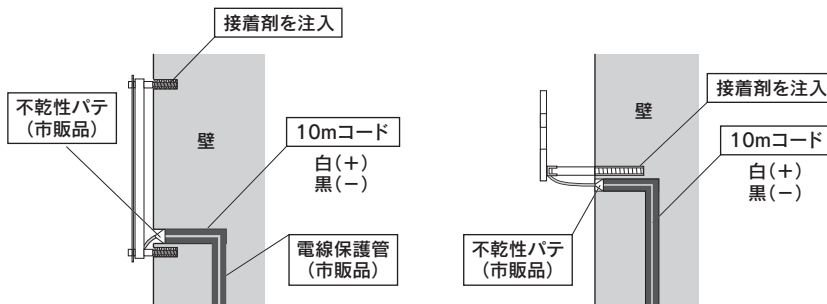 接着剤を注入
不乾性パテ
（市販品）
壁
10mコード
白（＋）
黒（－）
電線保護管
（市販品）
接着剤を注入
壁
10mコード
白（＋）
黒（－）
不乾性パテ
（市販品）